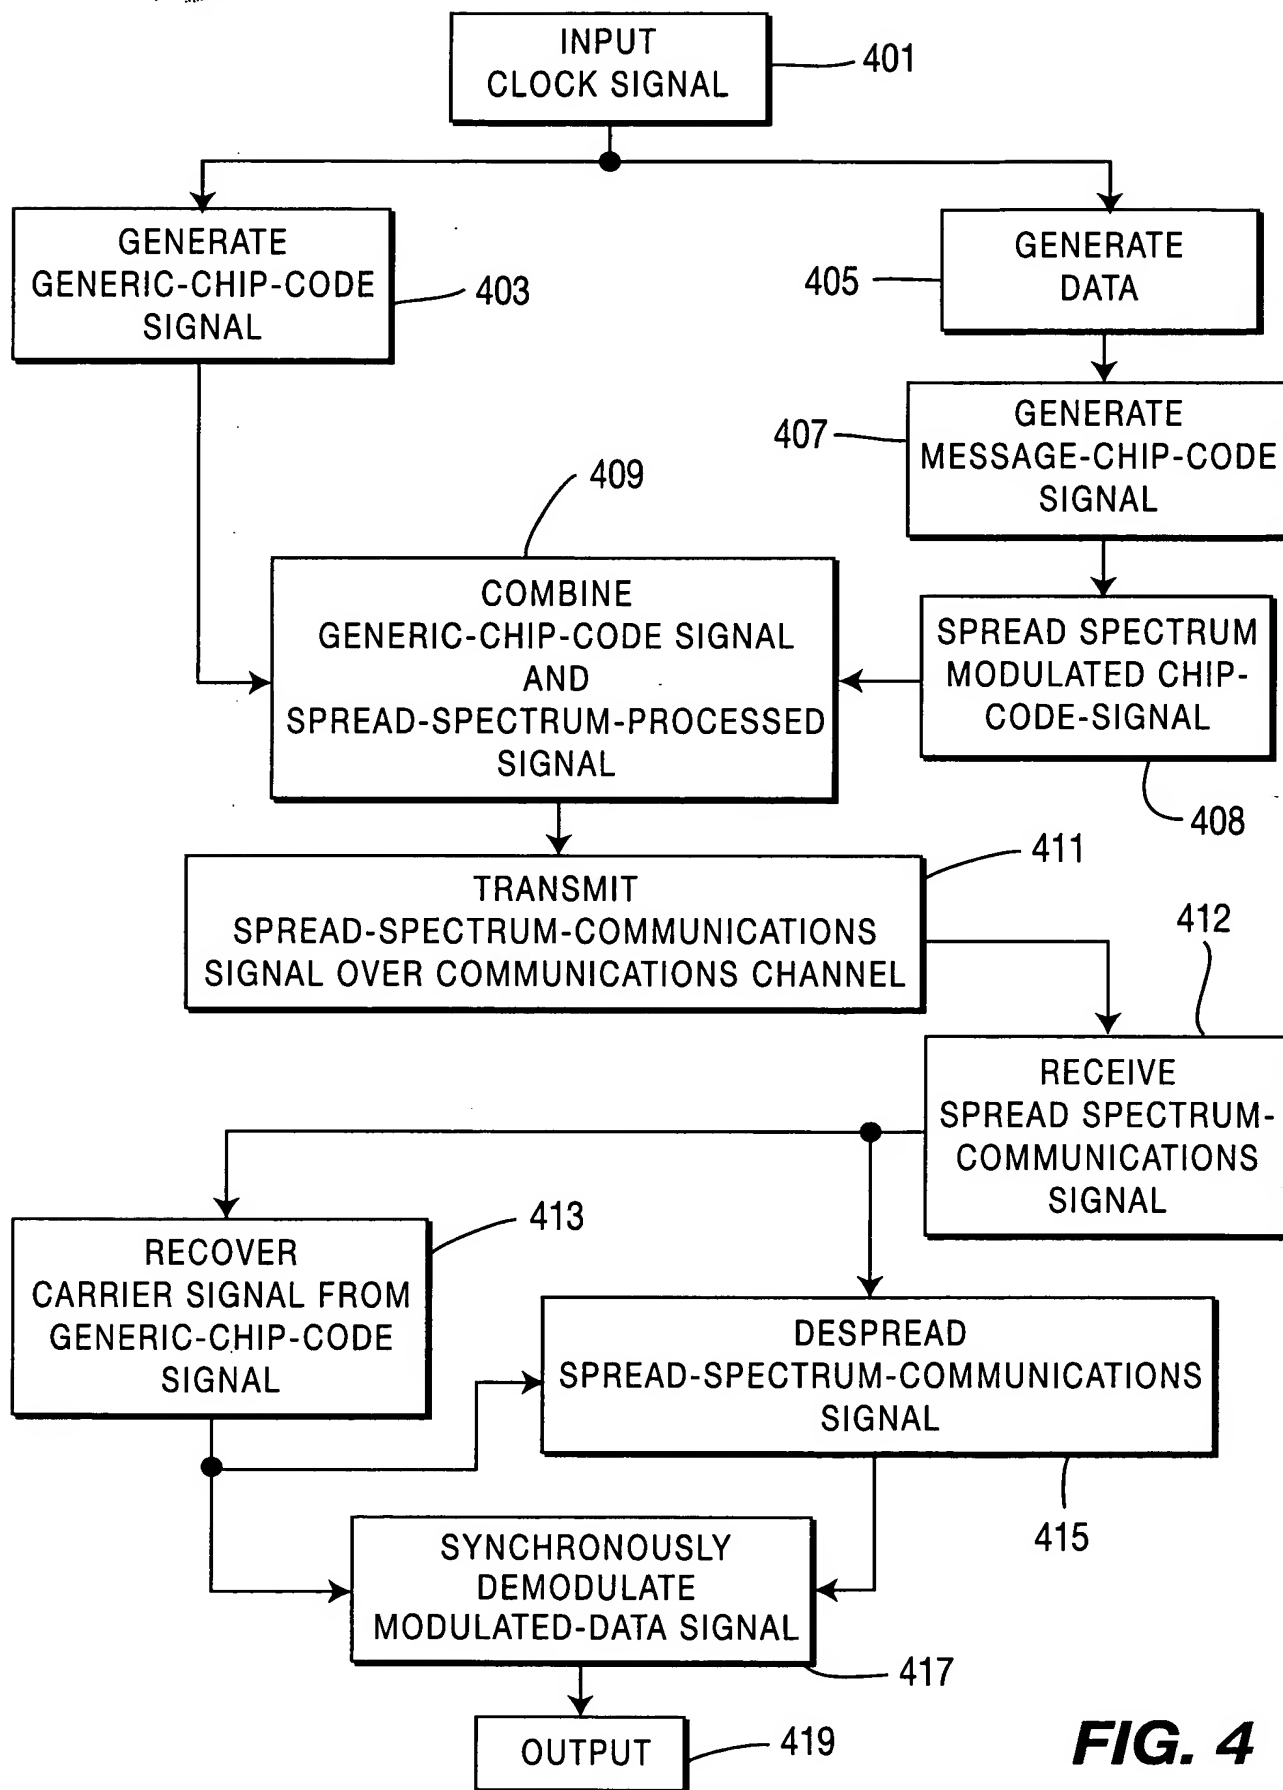 INPUT
CLOCK SIGNAL
401
GENERATE
GENERIC-CHIP-CODE
SIGNAL
403
GENERATE
DATA
405
GENERATE
MESSAGE-CHIP-CODE
SIGNAL
407
409
COMBINE
GENERIC-CHIP-CODE SIGNAL
AND
SPREAD-SPECTRUM-PROCESSED
SIGNAL
SPREAD SPECTRUM
MODULATED CHIP-
CODE-SIGNAL
408
TRANSMIT
SPREAD-SPECTRUM-COMMUNICATIONS
SIGNAL OVER COMMUNICATIONS CHANNEL
411
412
RECEIVE
SPREAD SPECTRUM-
COMMUNICATIONS
SIGNAL
RECOVER
CARRIER SIGNAL FROM
GENERIC-CHIP-CODE
SIGNAL
413
DESPREAD
SPREAD-SPECTRUM-COMMUNICATIONS
SIGNAL
415
SYNCHRONOUSLY
DEMODULATE
MODULATED-DATA SIGNAL
417
OUTPUT
419
FIG. 4